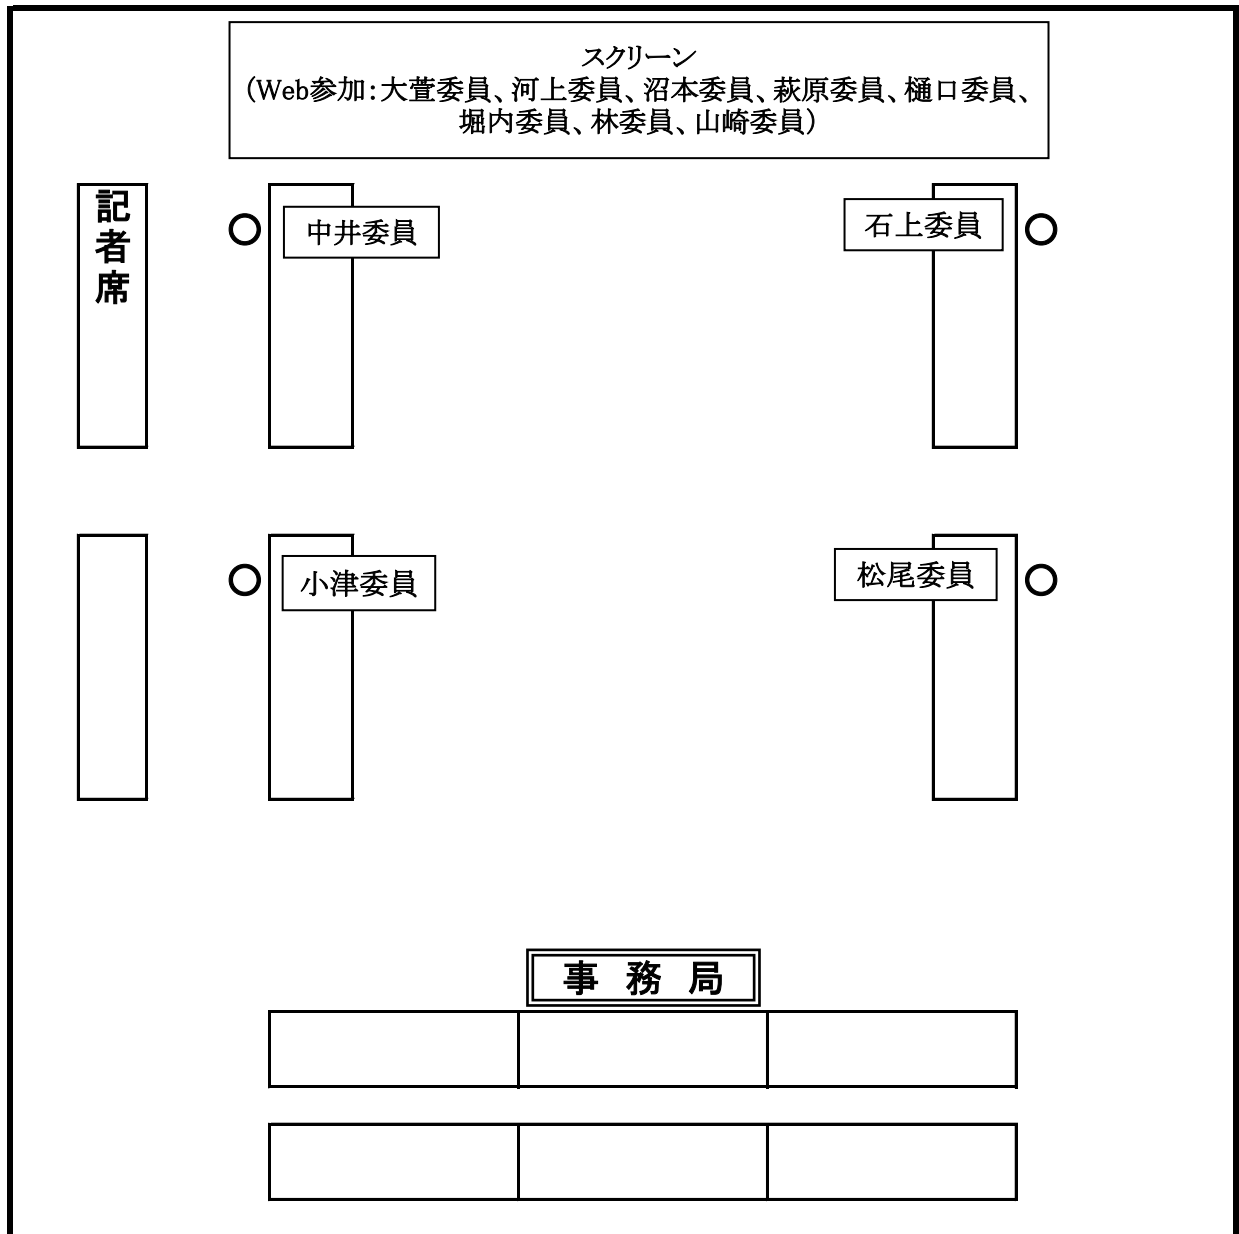 スクリーン
（Web参加：大萱委員、河上委員、沼本委員、萩原委員、樋口委員、
堀内委員、林委員、山崎委員）
記者席
中井委員
石上委員
小津委員
松尾委員
事務局